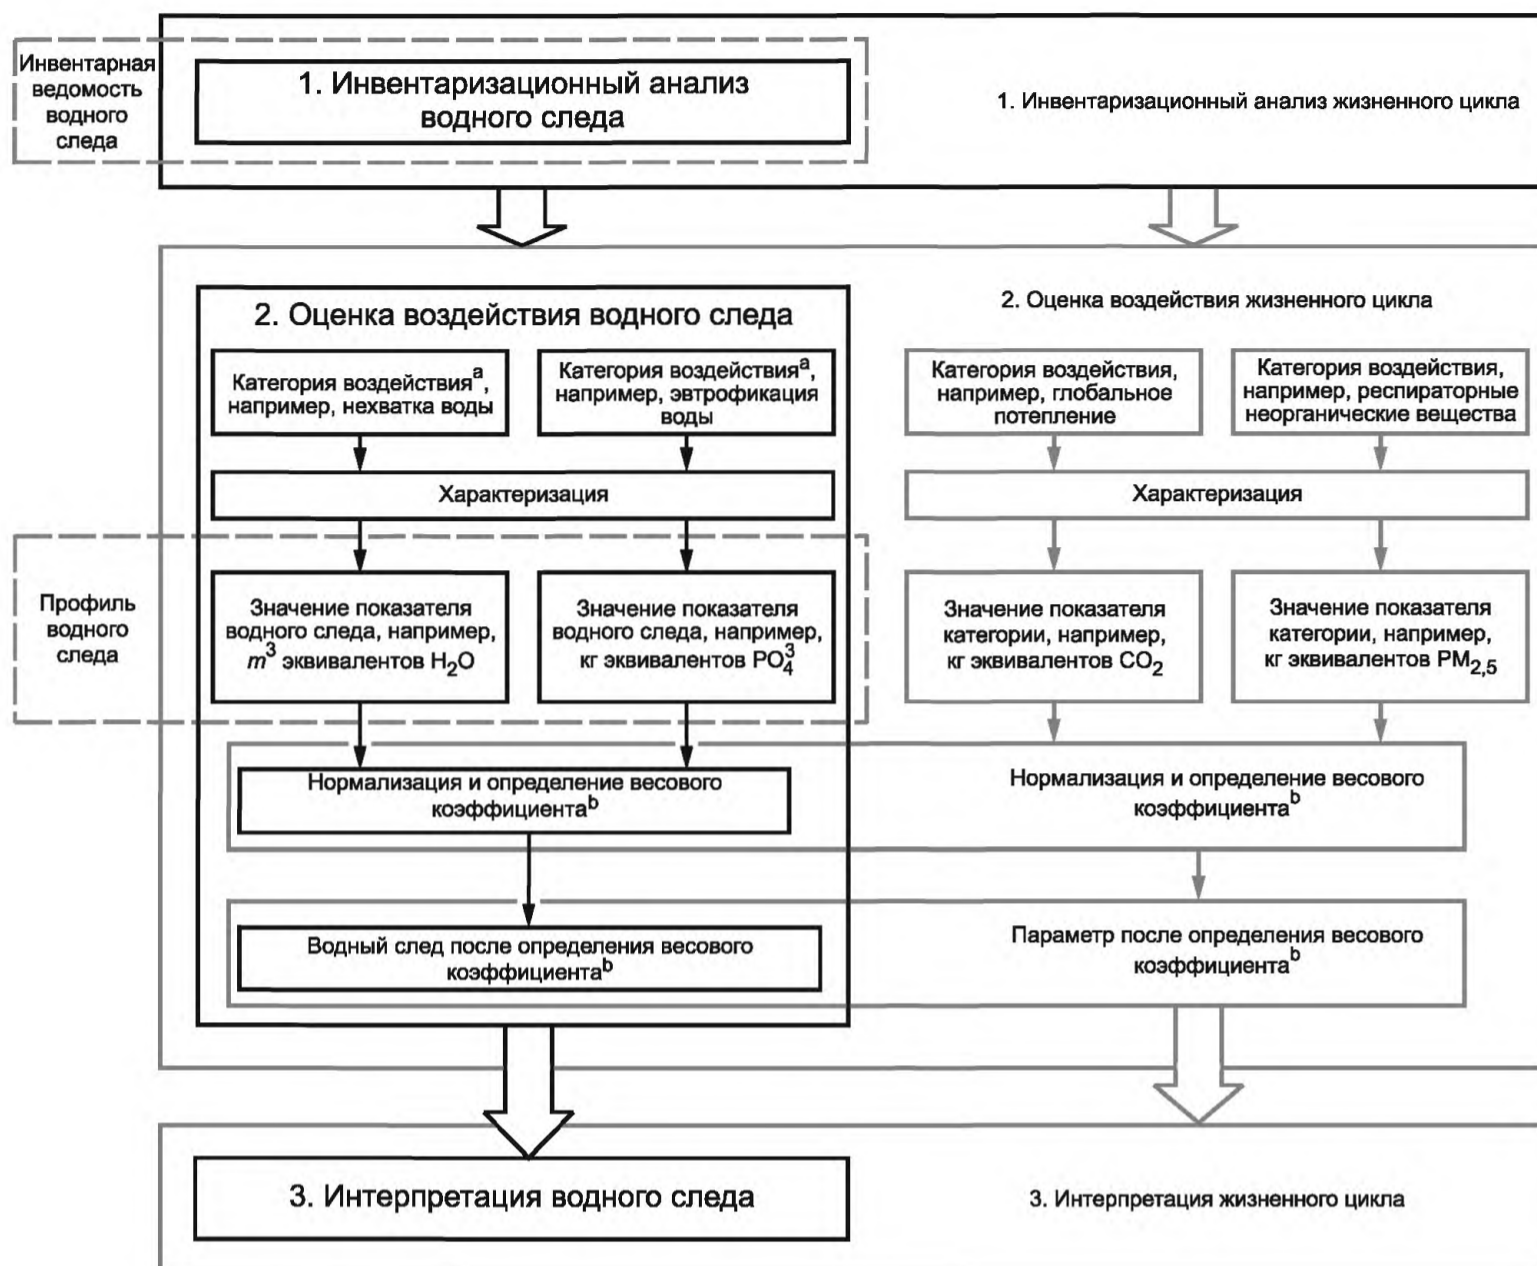 Инвентарная
ведомость
водного
следа
1. Инвентаризационный анализ
водного следа
1. Инвентаризационный анализ жизненного цикла
2. Оценка воздействия водного следа
2. Оценка воздействия жизненного цикла
Категория воздействия^a,
например, нехватка воды
Категория воздействия^a,
например, эвтрофикация
воды
Категория воздействия,
например, глобальное
потепление
Категория воздействия,
например, респираторные
неорганические вещества
Характеризация
Характеризация
Профиль
водного
следа
Значение показателя
водного следа, например,
m³ эквивалентов H₂O
Значение показателя
водного следа, например,
кг эквивалентов PO₄³
Значение показателя
категории, например,
кг эквивалентов CO₂
Значение показателя
категории, например,
кг эквивалентов PM₂,₅
Нормализация и определение весового
коэффициента^b
Нормализация и определение весового
коэффициента^b
Водный след после определения весового
коэффициента^b
Параметр после определения весового
коэффициента^b
3. Интерпретация водного следа
3. Интерпретация жизненного цикла